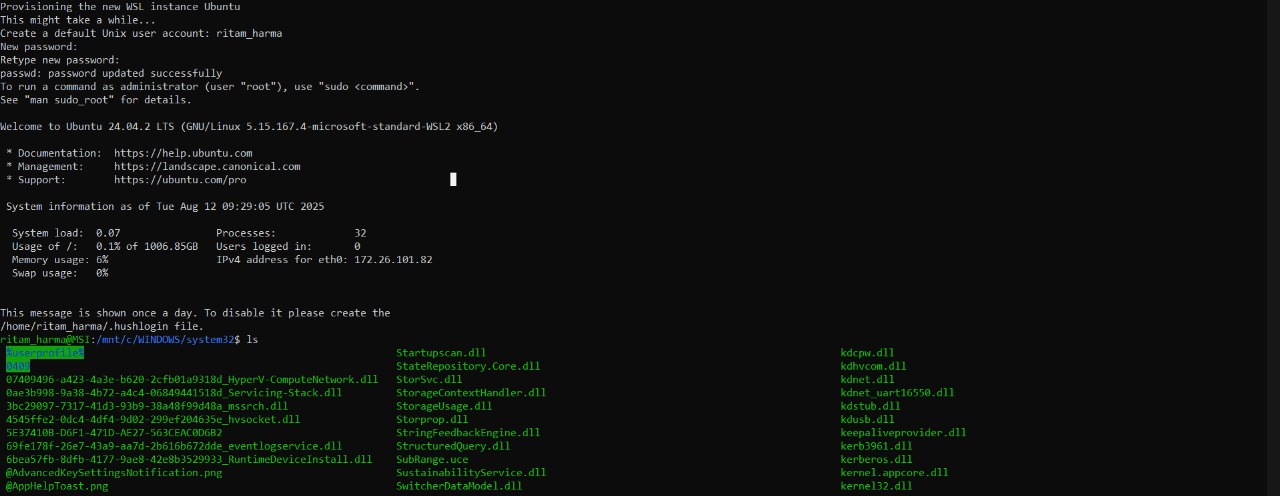 Provisioning the new WSL instance Ubuntu
This might take a while...
Create a default Unix user account: ritam_harma
New password:
Retype new password:
passwd: password updated successfully
To run a command as administrator (user "root"), use "sudo <command>".
See "man sudo_root" for details.
Welcome to Ubuntu 24.04.2 LTS (GNU/Linux 5.15.167.4-microsoft-standard-WSL2 x86_64)
* Documentation:  https://help.ubuntu.com
* Management:     https://landscape.canonical.com
* Support:        https://ubuntu.com/pro
System information as of Tue Aug 12 09:29:05 UTC 2025
System load:  0.07    Processes:    32
Usage of /:   0.1% of 1006.85GB   Users logged in:   0
Memory usage: 6%   IPv4 address for eth0: 172.26.101.82
Swap usage:   0%
This message is shown once a day. To disable it please create the
/home/ritam_harma/.hushlogin file.
ritam_harma@MSI:/mnt/c/WINDOWS/system32$ ls
%userprofile%   Startupscan.dll   kdcpw.dll
0409   StateRepository.Core.dll   kdhvcom.dll
07409496-a423-4a3e-b620-2cfb01a9318d_HyperV-ComputeNetwork.dll   StorSvc.dll   kdnet.dll
0ae3b998-9a38-4b72-a4c4-06849441518d_Servicing-Stack.dll   StorageContextHandler.dll   kdnet_uart16550.dll
3bc29097-7317-41d3-93b9-38a48f99d48a_mssrch.dll   StorageUsage.dll   kdstub.dll
4545ffe2-0dc4-4df4-9d02-299ef204635e_hvsocket.dll   Storprop.dll   kdusb.dll
5E37410B-D6F1-471D-AE27-563CEAC0D6B2   StringFeedbackEngine.dll   keepaliveprovider.dll
69fe178f-26e7-43a9-aa7d-2b616b672dde_eventlogservice.dll   StructuredQuery.dll   kerb3961.dll
6bea57fb-8dfb-4177-9ae8-42e8b3529933_RuntimeDeviceInstall.dll   SubRange.uce   kerberos.dll
@AdvancedKeySettingsNotification.png   SustainabilityService.dll   kernel.appcore.dll
@AppHelpToast.png   SwitcherDataModel.dll   kernel32.dll